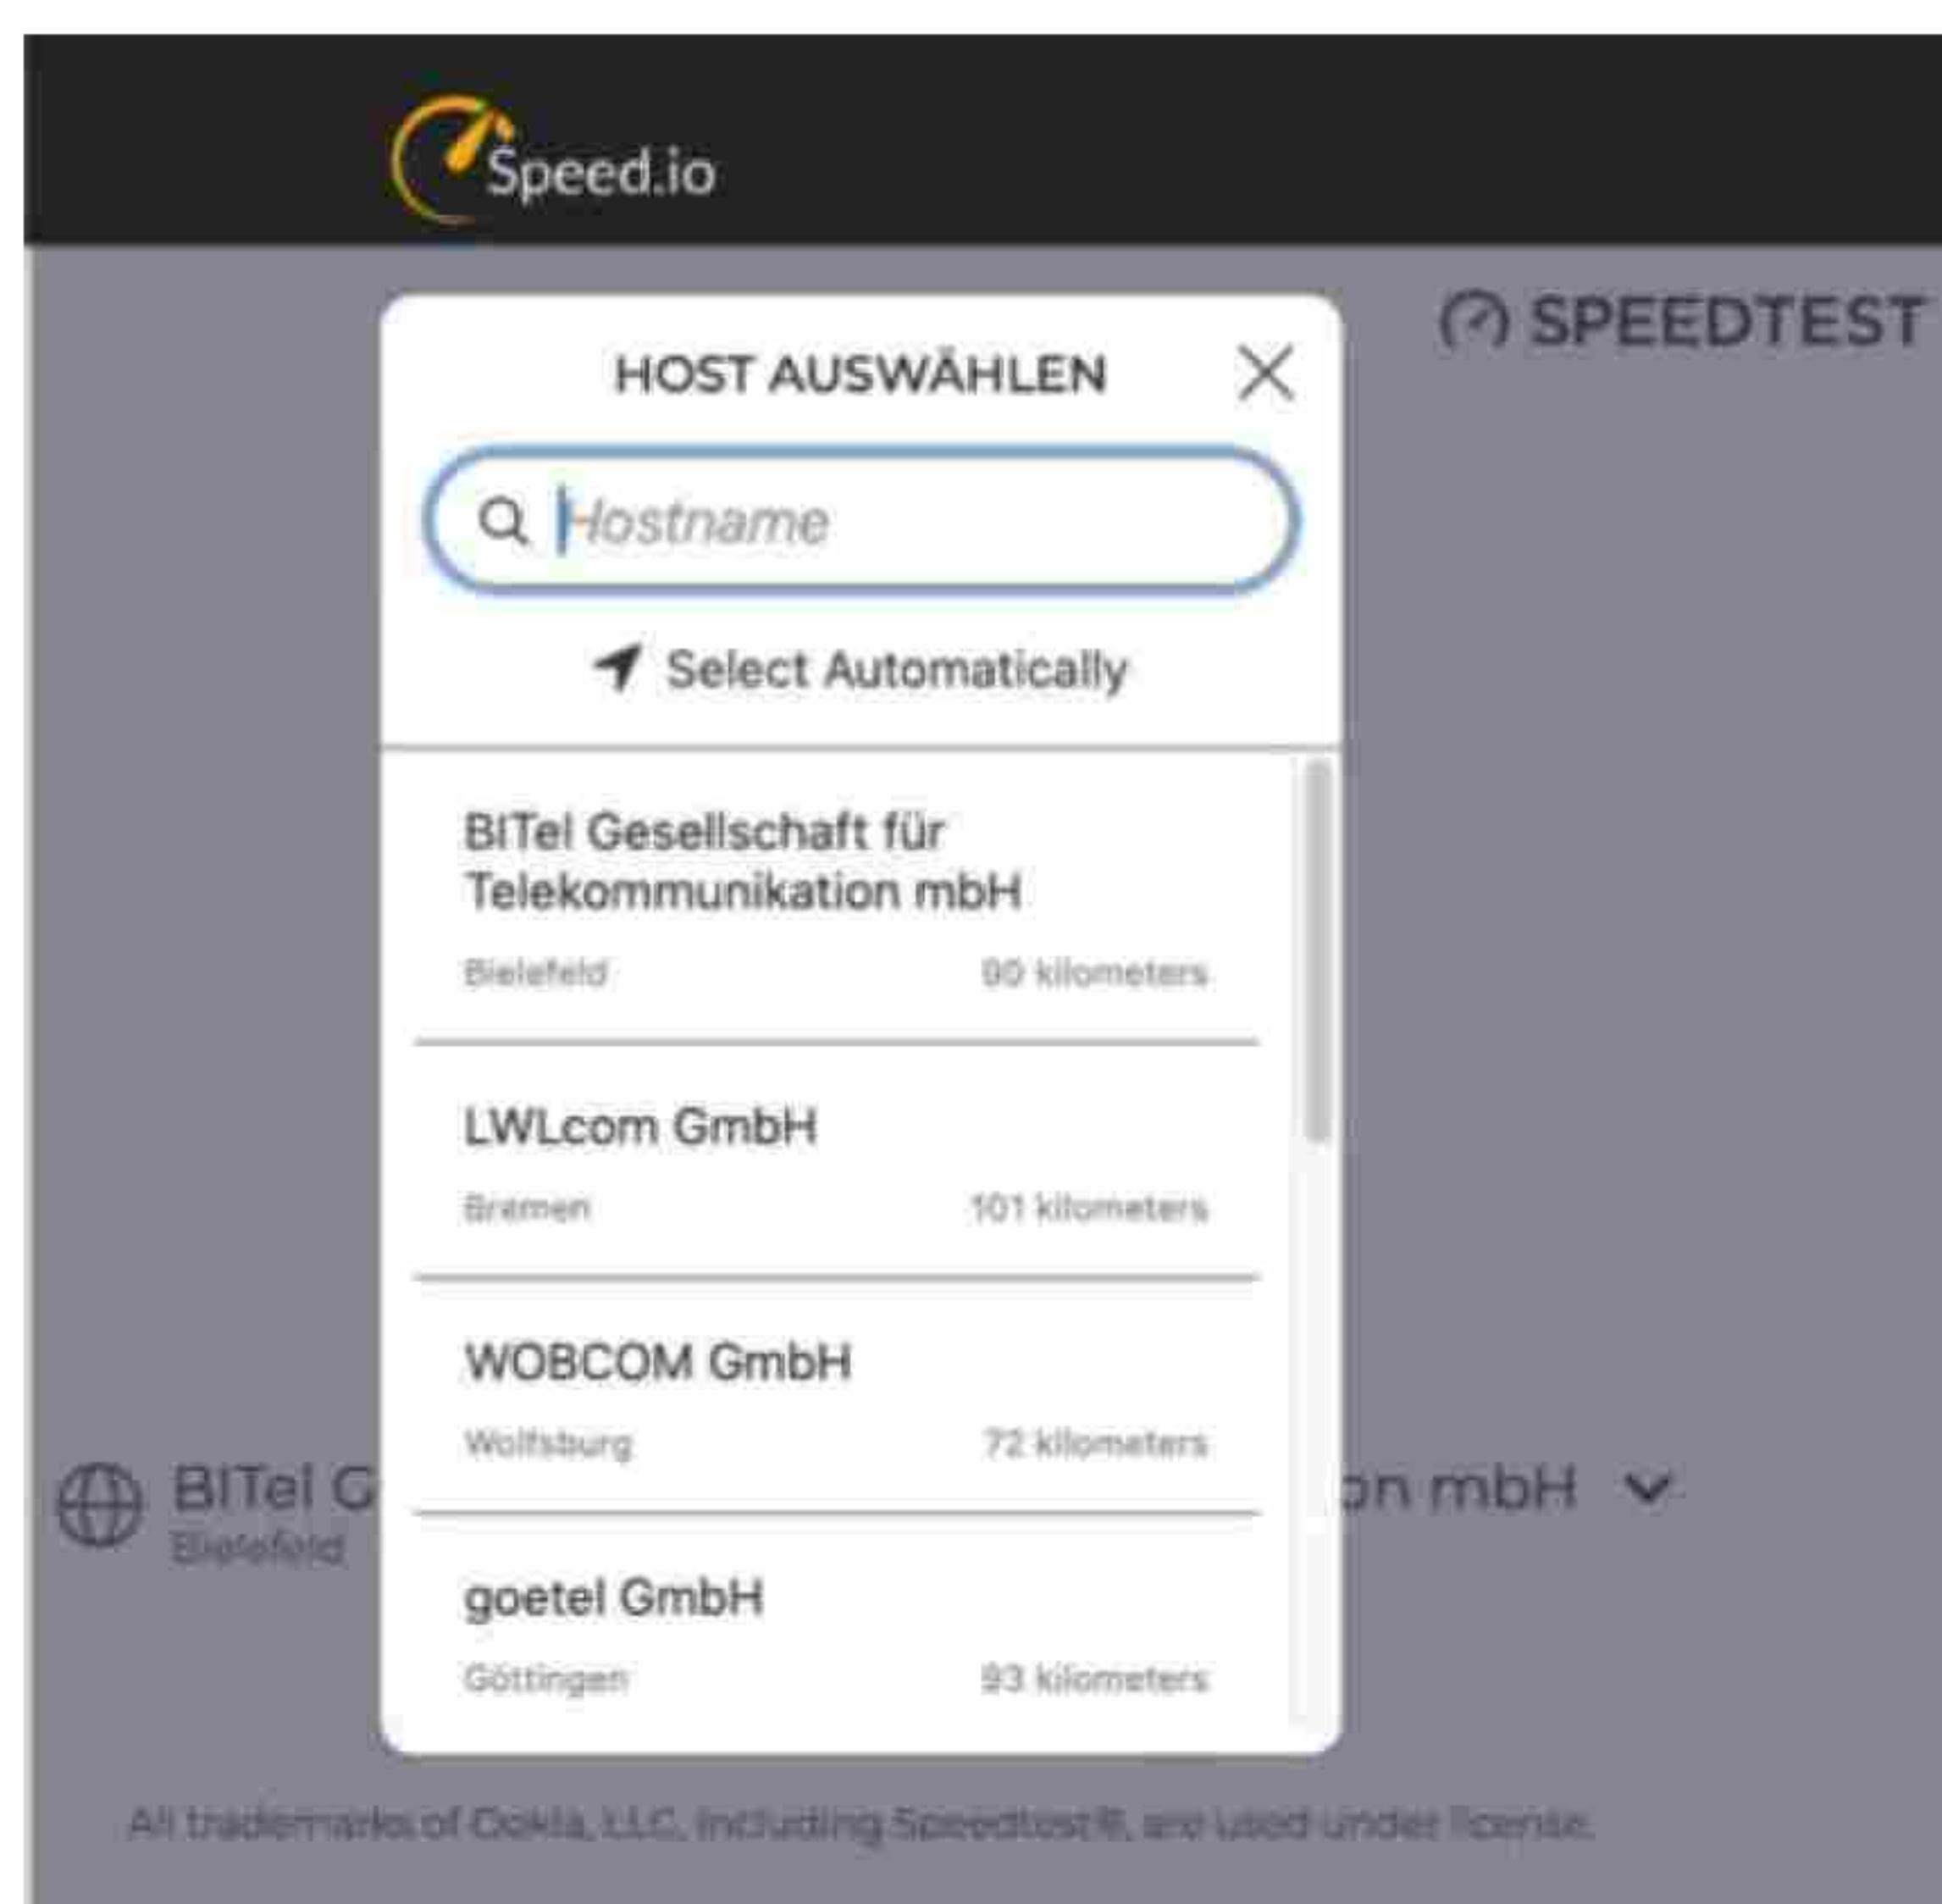 Speed.io
SPEEDTEST
HOST AUSWÄHLEN
Hostname
Select Automatically
BITel Gesellschaft für
Telekommunikation mbH
Bielefeld 90 kilometers
LWLcom GmbH
Bremen 101 kilometers
WOBCOM GmbH
Wolfsburg 72 kilometers
BITel G on mbH
Bielefeld
goetel GmbH
Göttingen 93 kilometers
All trademarks of Ookla, LLC, including Speedtest®, are used under license.